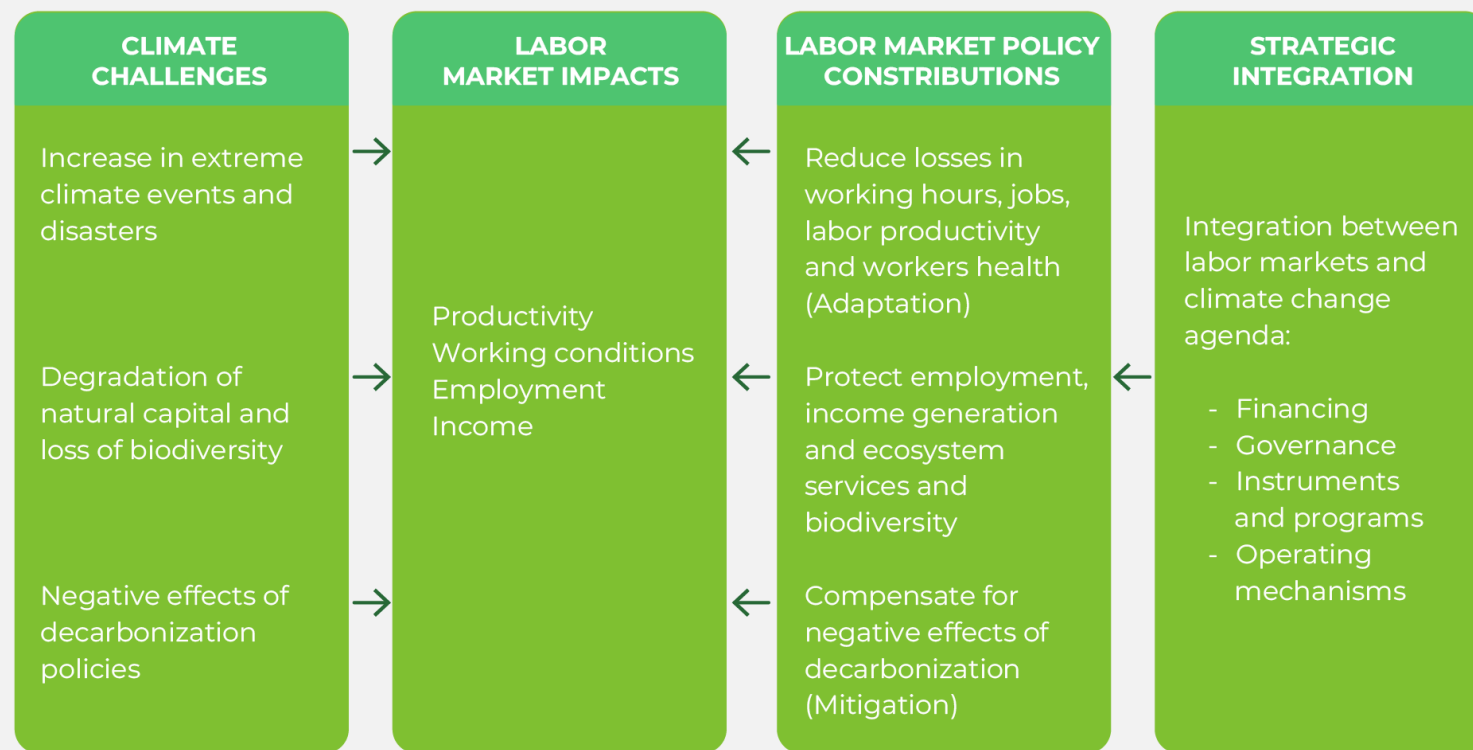 CLIMATE
CHALLENGES
Increase in extreme
climate events and
disasters
Degradation of
natural capital and
loss of biodiversity
Negative effects of
decarbonization
policies
LABOR
MARKET IMPACTS
Productivity
Working conditions
Employment
Income
LABOR MARKET POLICY
CONSTRIBUTIONS
Reduce losses in
working hours, jobs,
labor productivity
and workers health
(Adaptation)
Protect employment,
income generation
and ecosystem
services and
biodiversity
Compensate for
negative effects of
decarbonization
(Mitigation)
STRATEGIC
INTEGRATION
Integration between
labor markets and
climate change
agenda:
- Financing
- Governance
- Instruments
and programs
- Operating
mechanisms